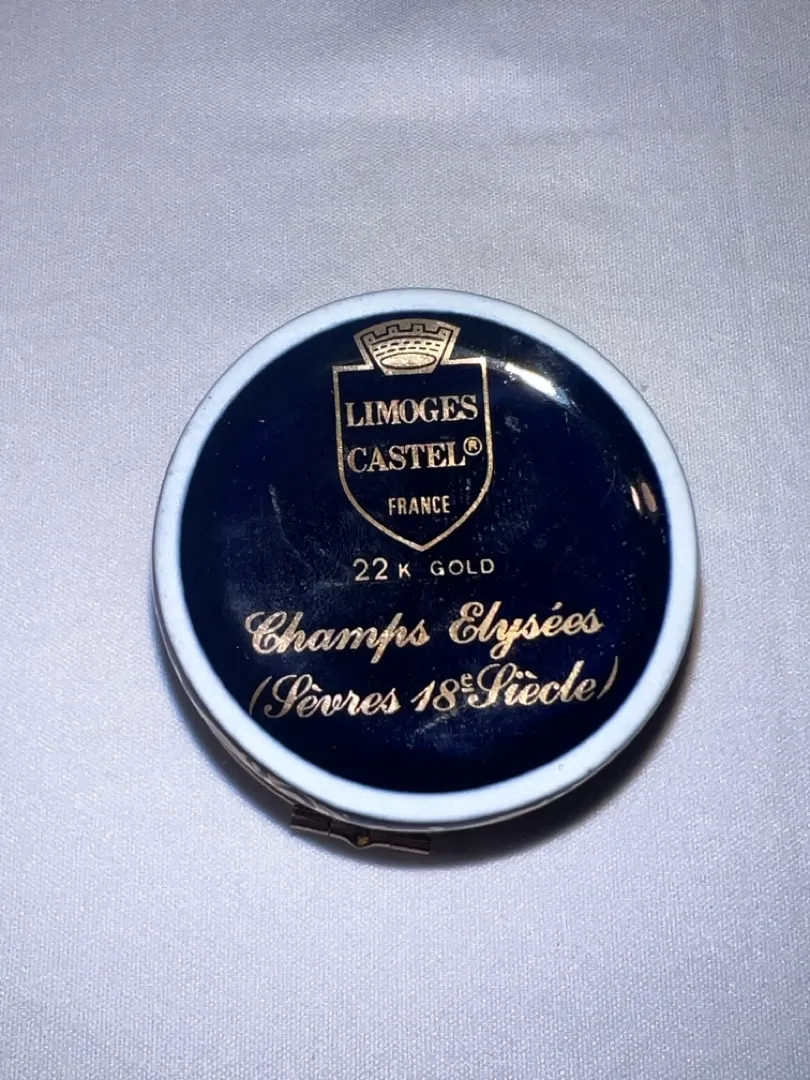 LIMOGES
CASTEL®
FRANCE
22 K GOLD
Champs Elysées
(Sèvres 18e Siècle)